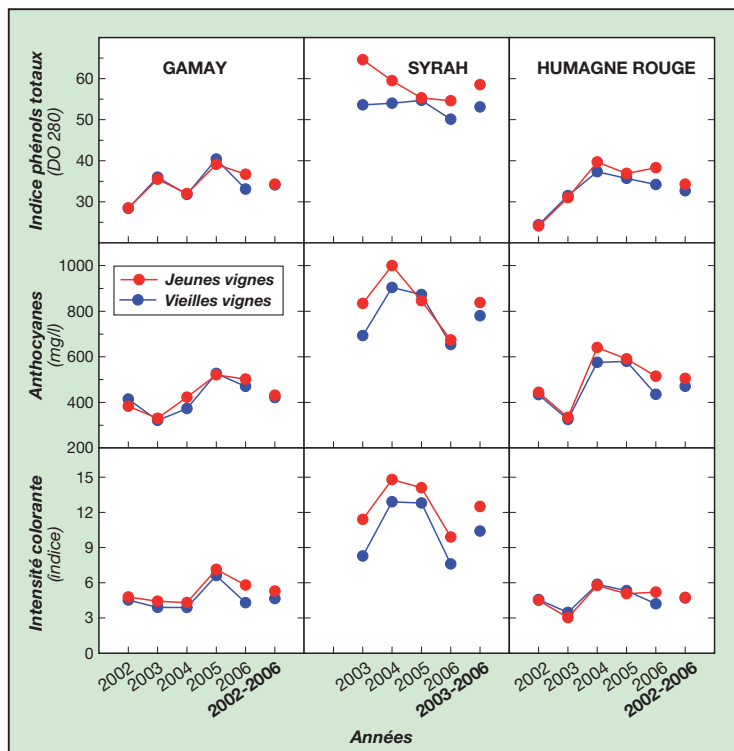 GAMAY
SYRAH
HUMAGNE ROUGE
Indice phénols totaux
(DO 280)
60
50
40
30
Jeunes vignes
Vieilles vignes
Anthocyanes
(mg/l)
1000
800
600
400
200
Intensité colorante
(indice)
15
12
9
6
3
0
2002
2003
2004
2005
2006
2002-2006
2003
2004
2005
2006
2003-2006
2002
2003
2004
2005
2006
2002-2006
Années